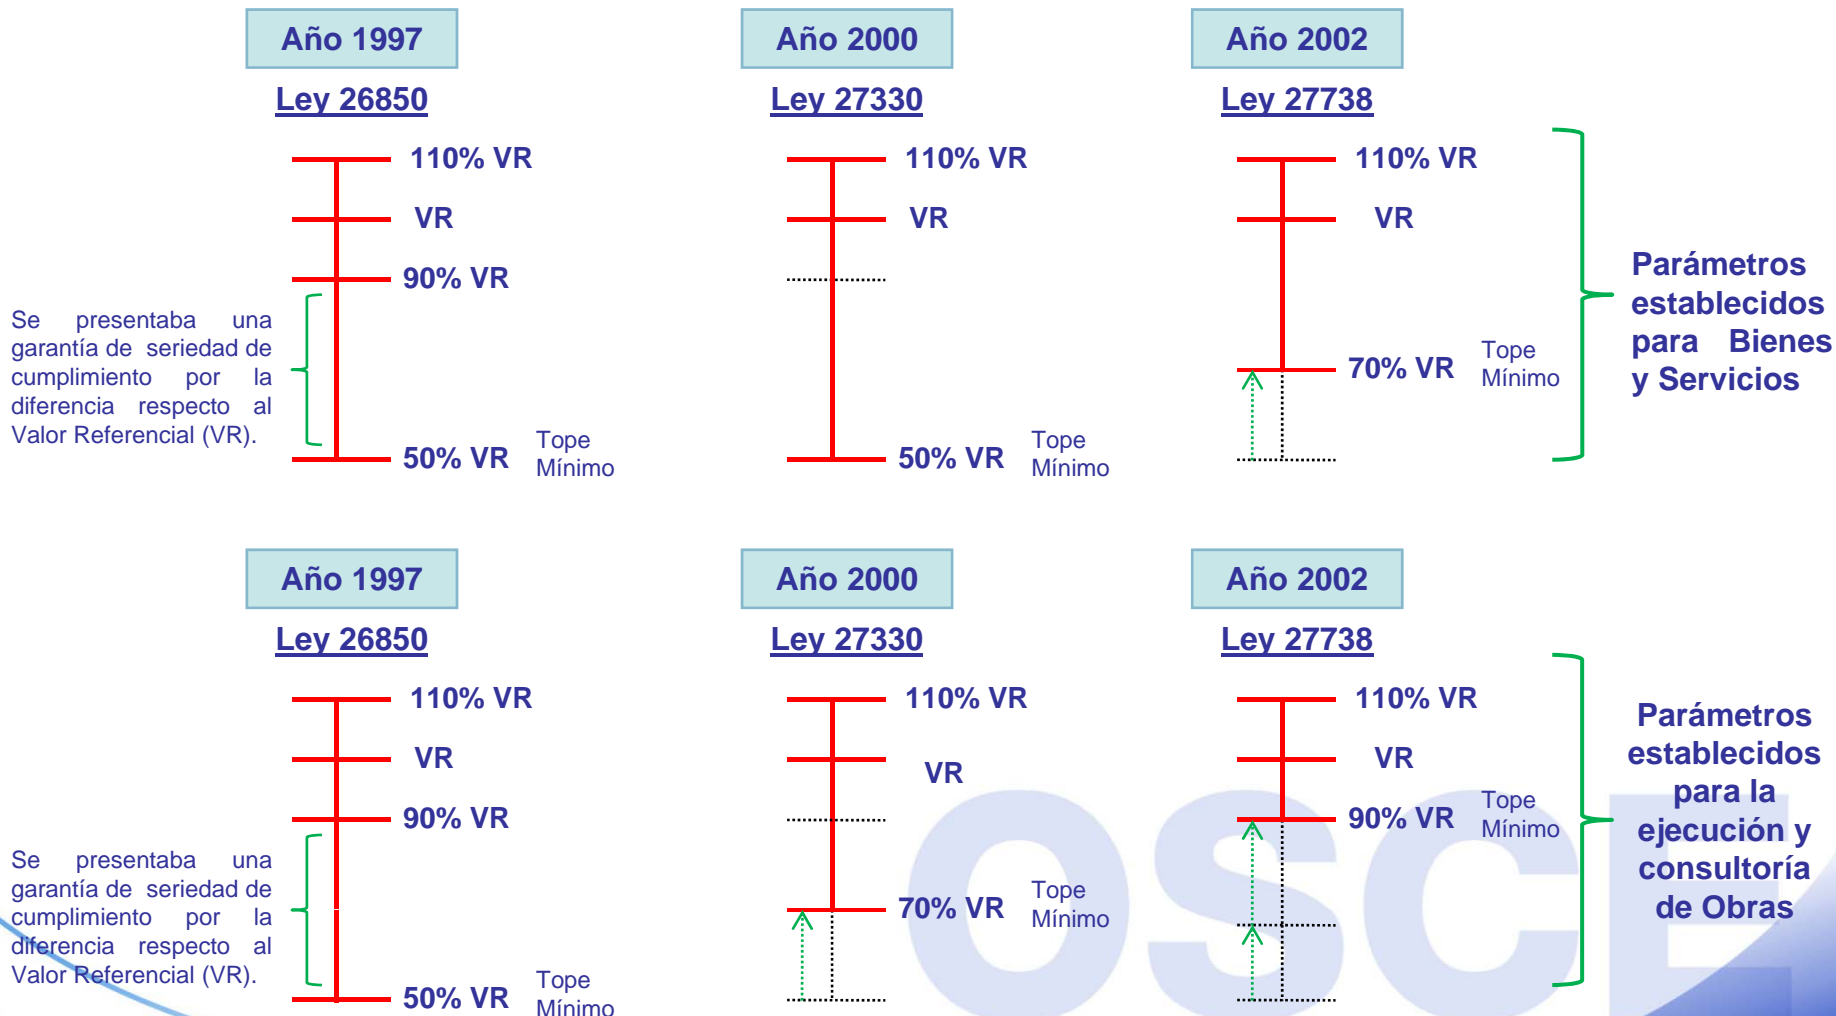 Año 1997
Ley 26850
110% VR
VR
90% VR
Se presentaba una
garantía de seriedad de
cumplimiento por la
diferencia respecto al
Valor Referencial (VR).
50% VR
Tope
Mínimo
Año 2000
Ley 27330
110% VR
VR
50% VR
Tope
Mínimo
Año 2002
Ley 27738
110% VR
VR
70% VR
Tope
Mínimo
Parámetros
establecidos
para Bienes
y Servicios
Año 1997
Ley 26850
110% VR
VR
90% VR
Se presentaba una
garantía de seriedad de
cumplimiento por la
diferencia respecto al
Valor Referencial (VR).
50% VR
Tope
Mínimo
Año 2000
Ley 27330
110% VR
VR
70% VR
Tope
Mínimo
Año 2002
Ley 27738
110% VR
VR
90% VR
Tope
Mínimo
Parámetros
establecidos
para la
ejecución y
consultoría
de Obras
OSCE